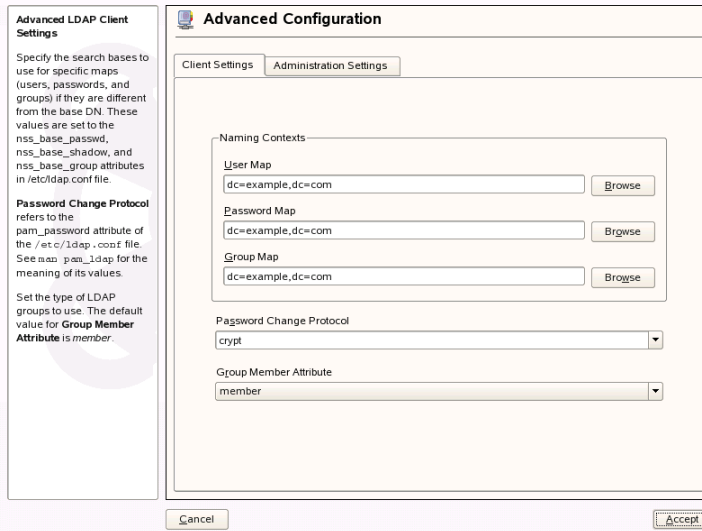 Advanced LDAP Client
Settings
Specify the search bases to
use for specific maps
(users, passwords, and
groups) if they are different
from the base DN. These
values are set to the
nss_base_passwd,
nss_base_shadow, and
nss_base_group attributes
in /etc/ldap.conf file.
Password Change Protocol
refers to the
pam_password attribute of
the /etc/ldap.conf file.
See man pam_ldap for the
meaning of its values.
Set the type of LDAP
groups to use. The default
value for Group Member
Attribute is member.
Advanced Configuration
Client Settings
Administration Settings
Naming Contexts
User Map
dc=example,dc=com
Browse
Password Map
dc=example,dc=com
Browse
Group Map
dc=example,dc=com
Browse
Password Change Protocol
crypt
Group Member Attribute
member
Cancel
Accept